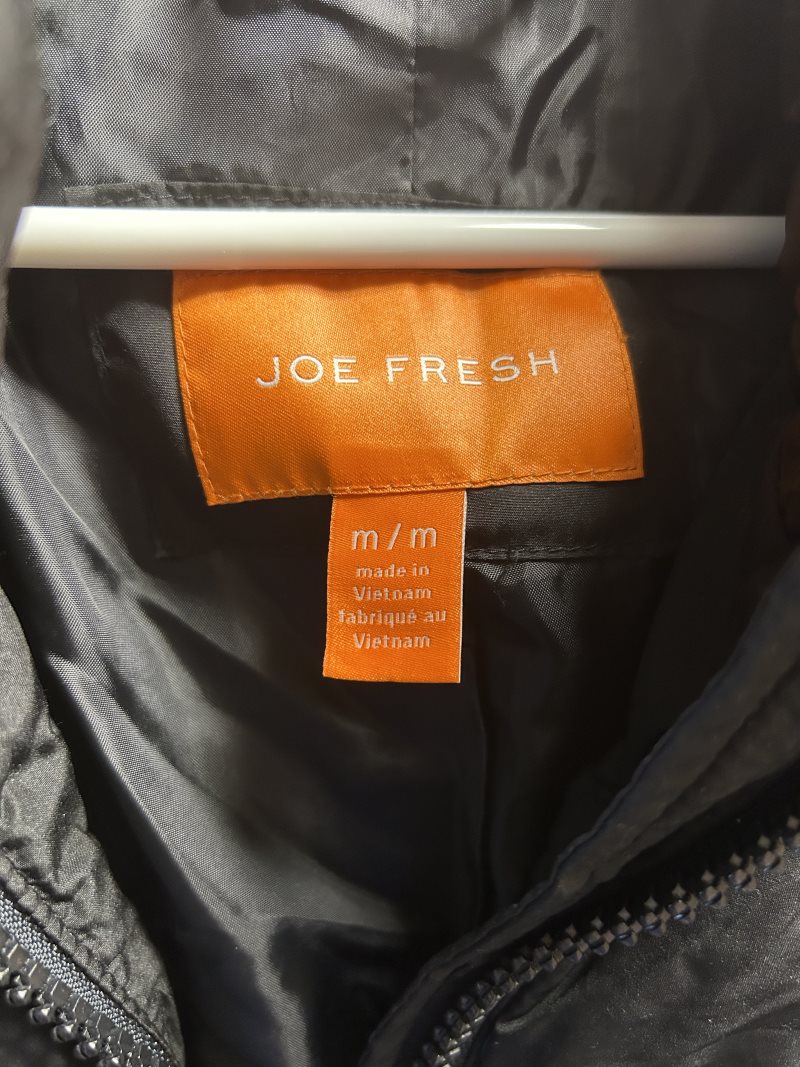 JOE FRESH
m / m
made in
Vietnam
fabriqué au
Vietnam